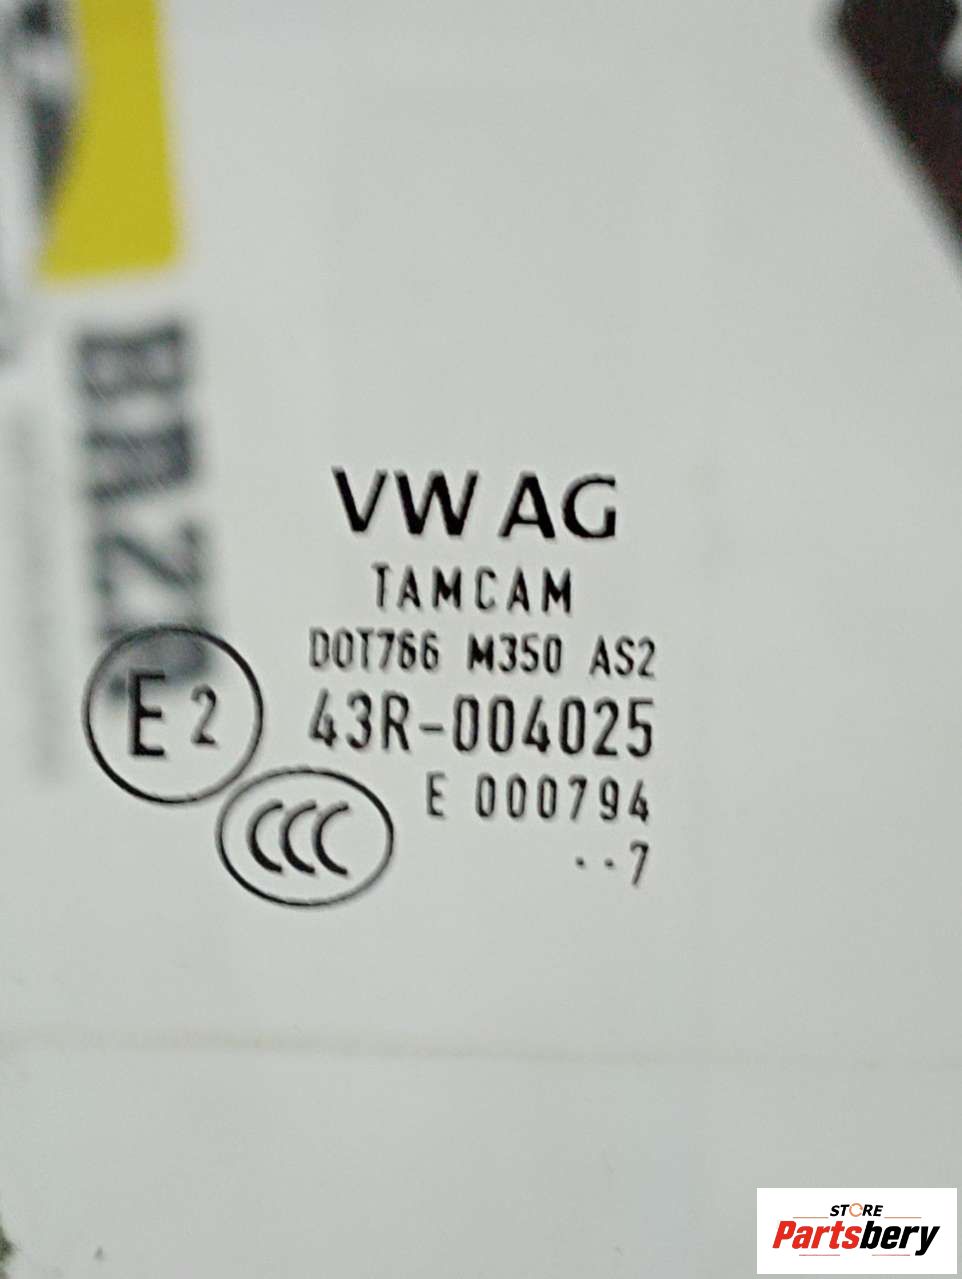 VW AG
TAMCAM
DOT766 M350 AS2
E2 43R-004025
E 000794
CCC
··7
STORE
Partsbery